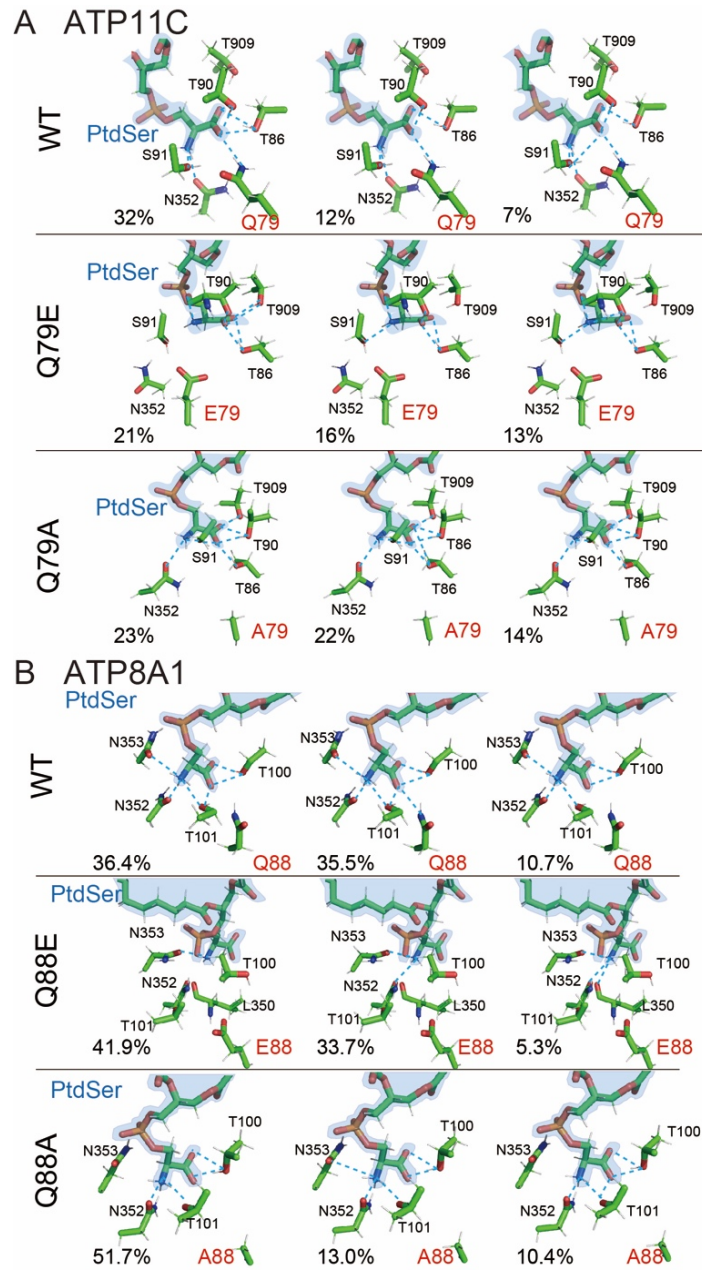 A ATP11C
WT
PtdSer
T909
T90
T86
S91
N352
32%
Q79
T909
T90
T86
S91
N352
12%
Q79
T909
T90
T86
S91
N352
7%
Q79
Q79E
PtdSer
T90
T909
S91
T86
N352
E79
21%
T90
T909
S91
T86
N352
E79
16%
T90
T909
S91
T86
N352
E79
13%
Q79A
PtdSer
T909
T90
S91
T86
N352
23%
A79
T909
T90
S91
T86
N352
22%
A79
T909
T90
S91
T86
N352
14%
A79
B ATP8A1
PtdSer
WT
N353
T100
N352
T101
36.4%
Q88
N353
T100
N352
T101
35.5%
Q88
N353
T100
N352
T101
10.7%
Q88
Q88E
PtdSer
N353
N352
T100
T101
41.9%
E88
N353
N352
T100
L350
T101
33.7%
E88
N353
N352
T100
L350
T101
5.3%
E88
Q88A
PtdSer
N353
T100
N352
T101
51.7%
A88
N353
T100
N352
T101
13.0%
A88
N353
T100
N352
T101
10.4%
A88